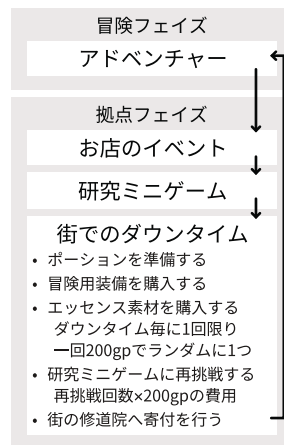 冒険フェイズ
アドベンチャー
拠点フェイズ
お店のイベント
研究ミニゲーム
街でのダウンタイム
• ポーションを準備する
• 冒険用装備を購入する
• エッセンス素材を購入する
ダウンタイム毎に1回限り
一回200gpでランダムに1つ
• 研究ミニゲームに再挑戦する
再挑戦回数×200gpの費用
• 街の修道院へ寄付を行う